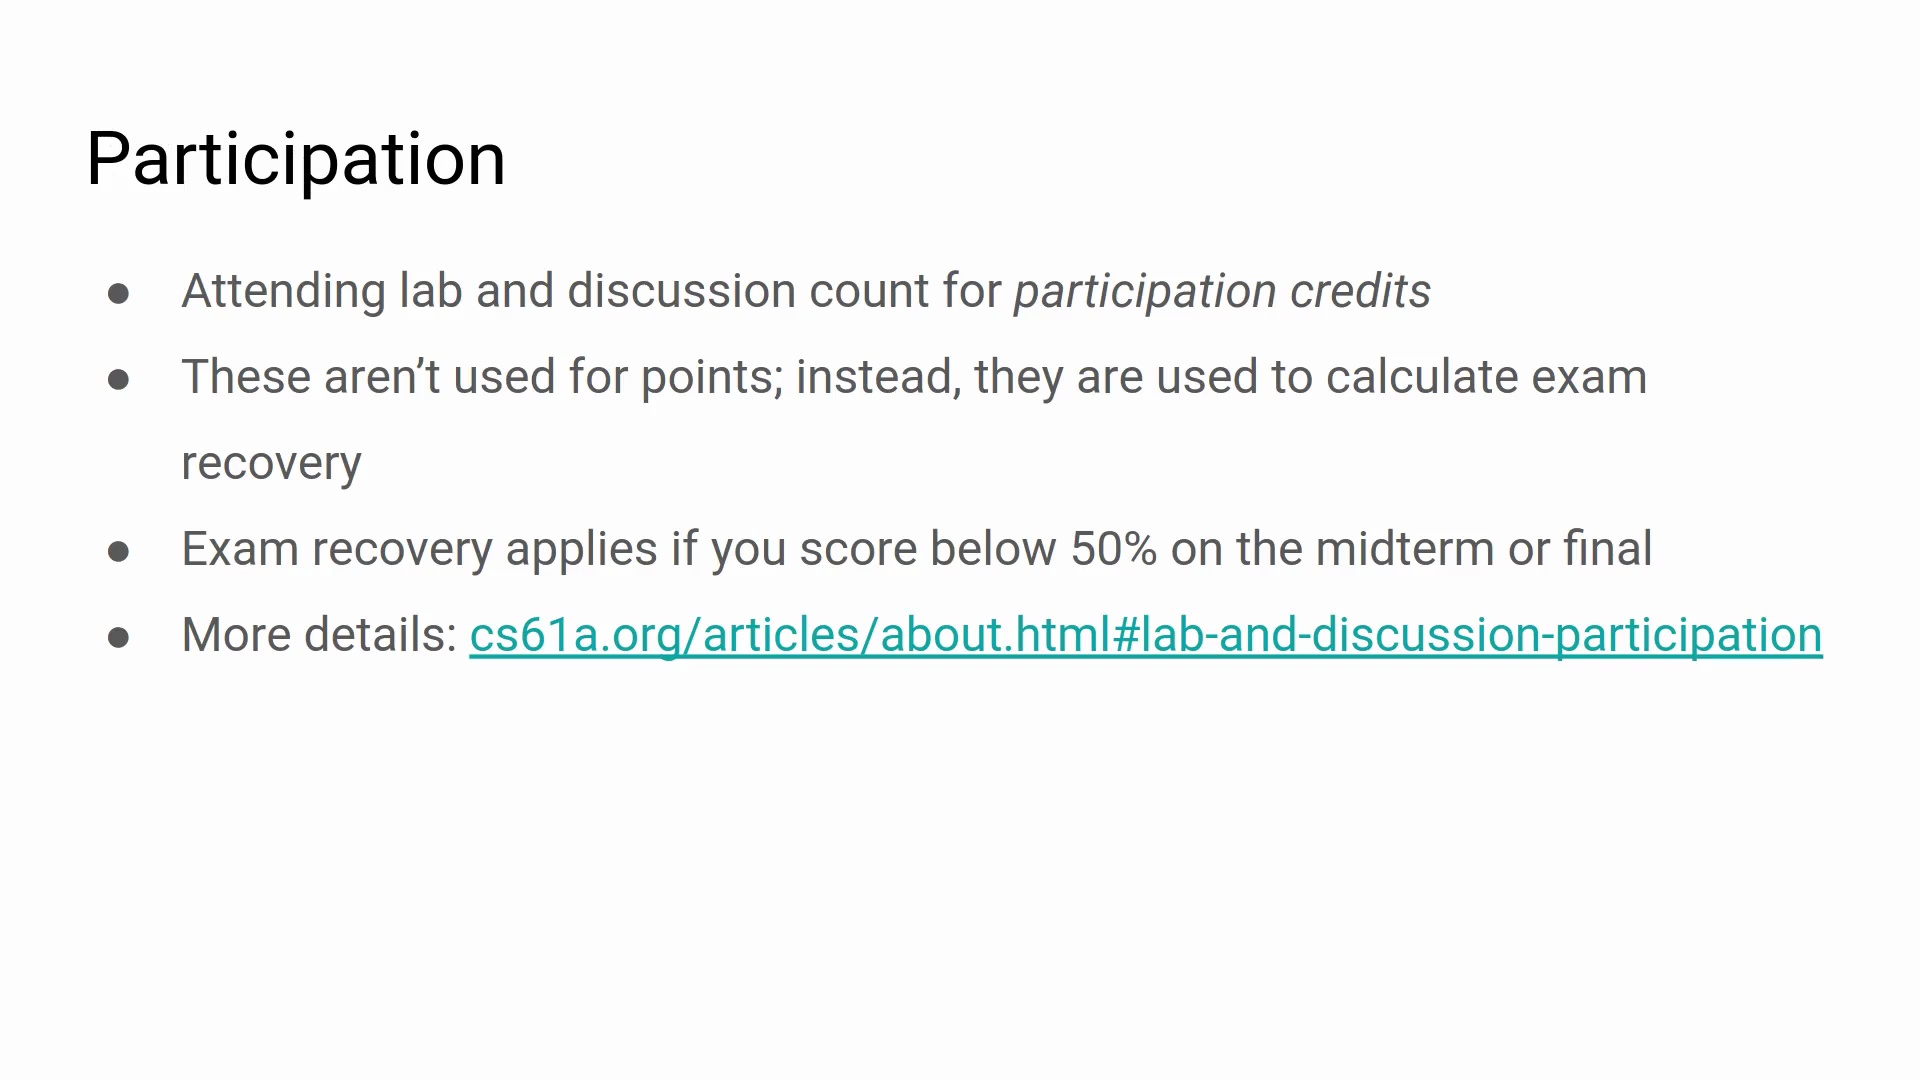 Participation
● Attending lab and discussion count for participation credits
● These aren’t used for points; instead, they are used to calculate exam
recovery
● Exam recovery applies if you score below 50% on the midterm or final
● More details: cs61a.org/articles/about.html#lab-and-discussion-participation